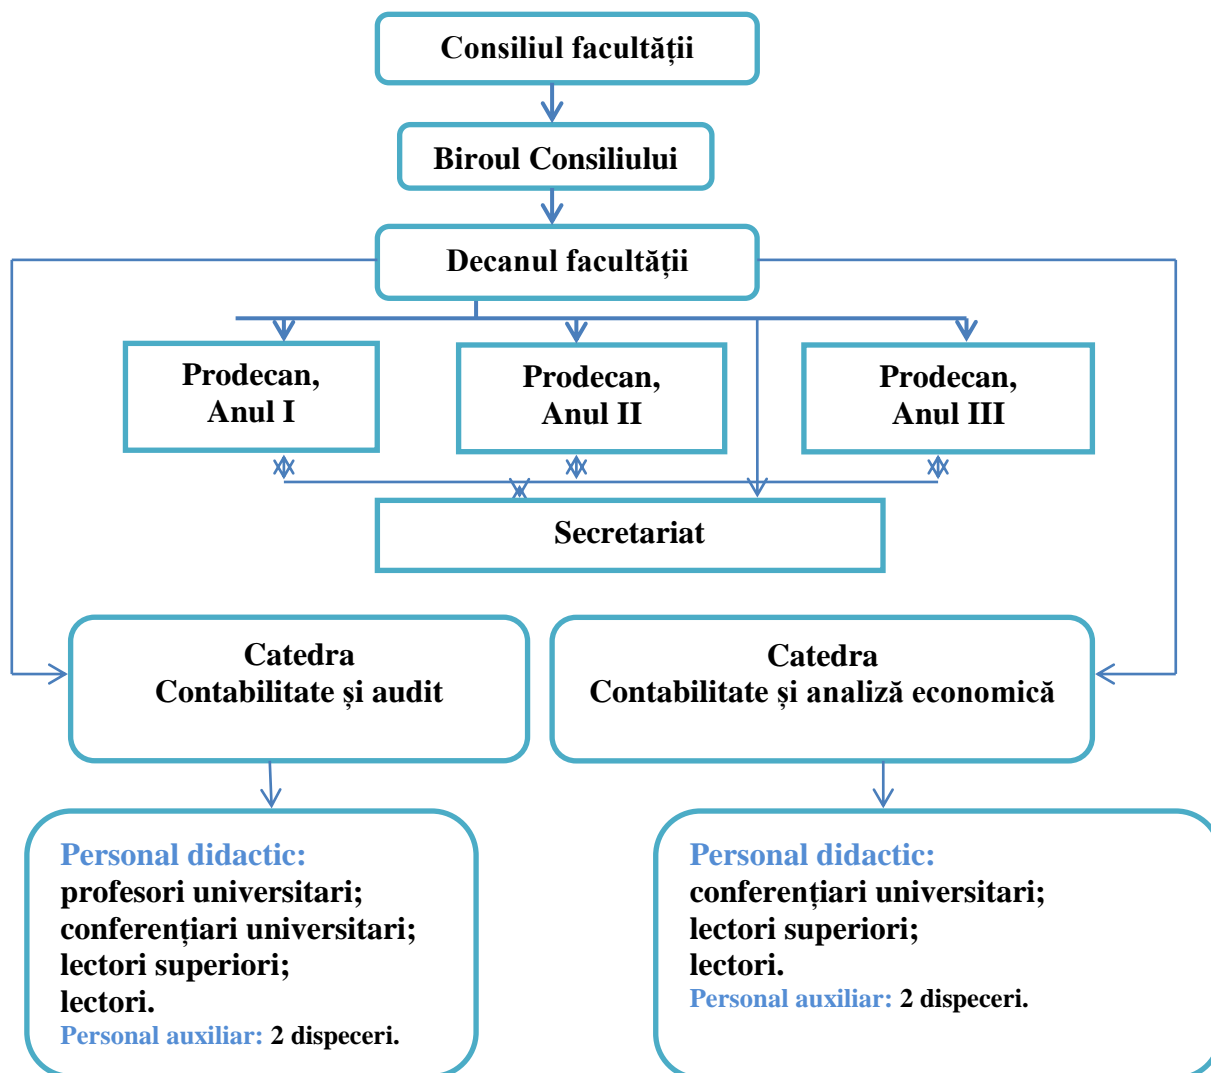 Consiliul facultății
Biroul Consiliului
Decanul facultății
Prodecan,
Anul I
Prodecan,
Anul II
Prodecan,
Anul III
Secretariat
Catedra
Contabilitate și audit
Catedra
Contabilitate și analiză economică
Personal didactic:
profesori universitari;
conferențiari universitari;
lectori superiori;
lectori.
Personal auxiliar: 2 dispeceri.
Personal didactic:
conferențiari universitari;
lectori superiori;
lectori.
Personal auxiliar: 2 dispeceri.